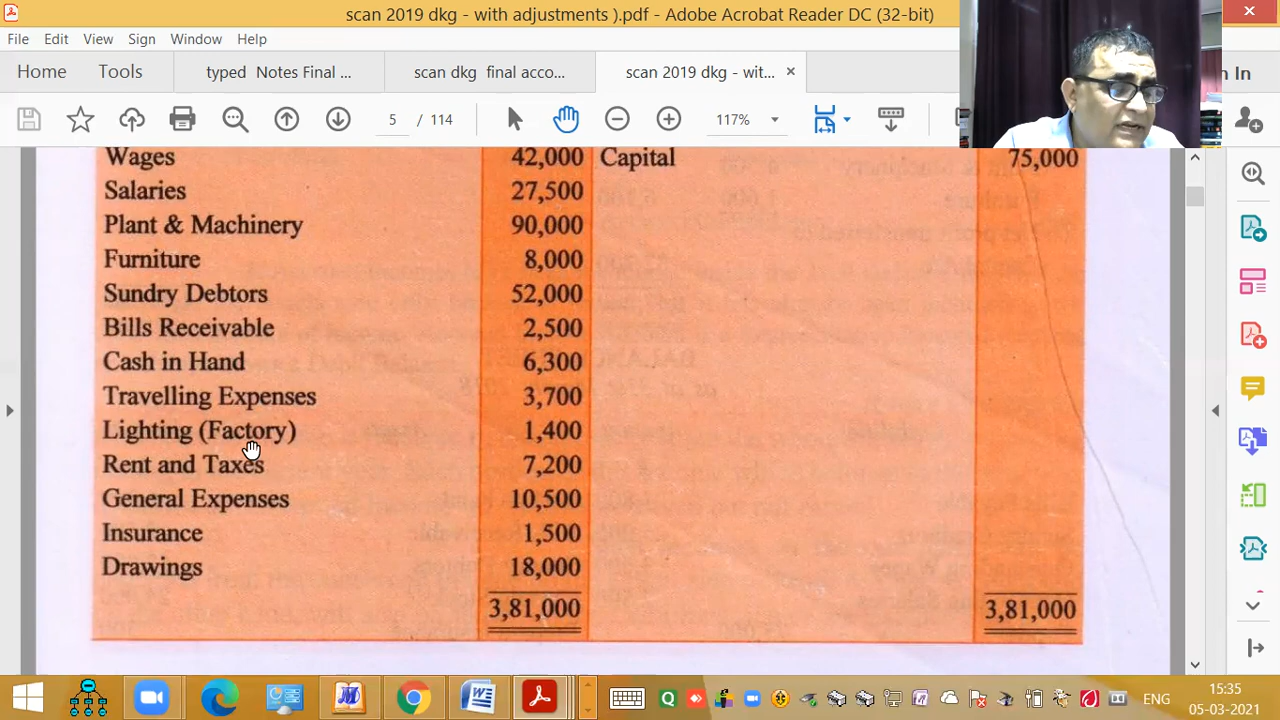 scan 2019 dkg - with adjustments ).pdf - Adobe Acrobat Reader DC (32-bit)
File Edit View Sign Window Help
Home Tools typed Notes Final ... scan dkg final acco... scan 2019 dkg - wit... n In
5 / 114 117%
Wages 42,000 Capital 75,000
Salaries 27,500
Plant & Machinery 90,000
Furniture 8,000
Sundry Debtors 52,000
Bills Receivable 2,500
Cash in Hand 6,300
Travelling Expenses 3,700
Lighting (Factory) 1,400
Rent and Taxes 7,200
General Expenses 10,500
Insurance 1,500
Drawings 18,000
3,81,000 3,81,000
ENG 15:35
05-03-2021